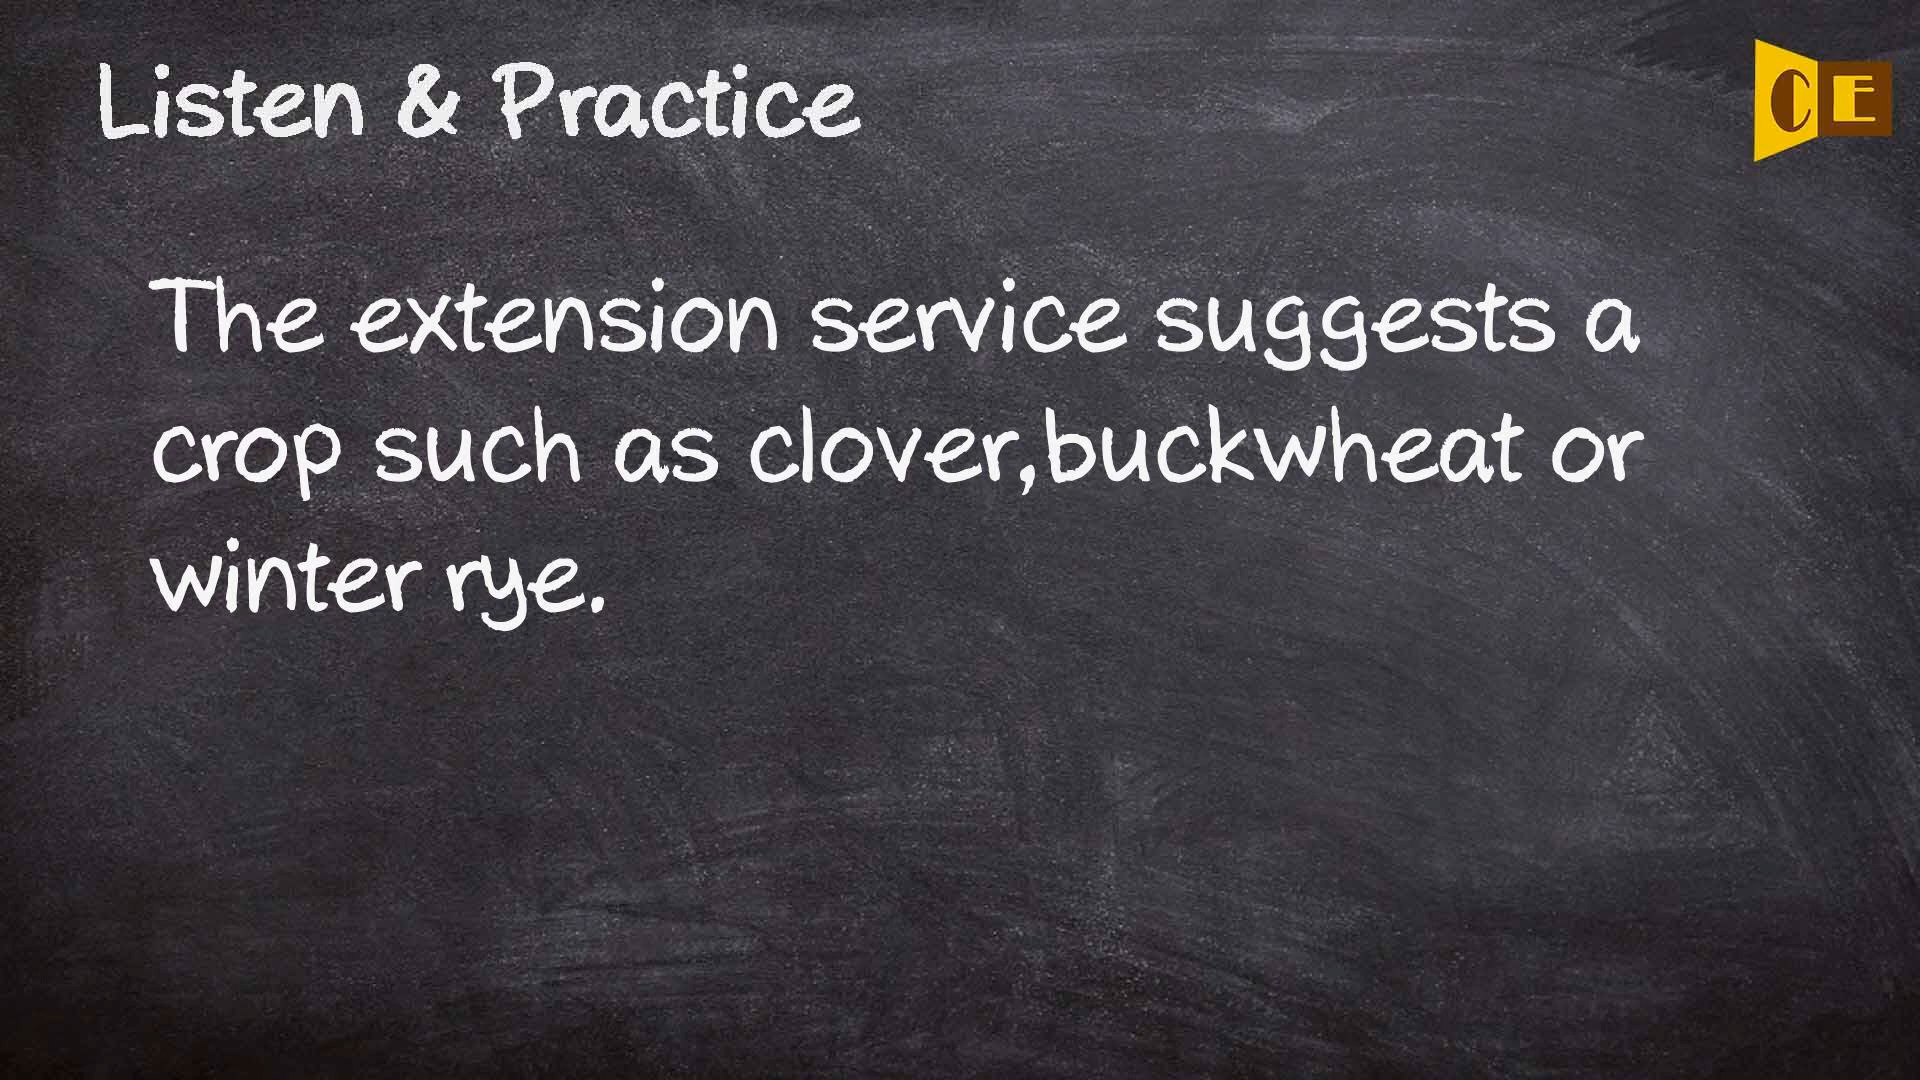 Listen & Practice
CE
The extension service suggests a
crop such as clover,buckwheat or
winter rye.